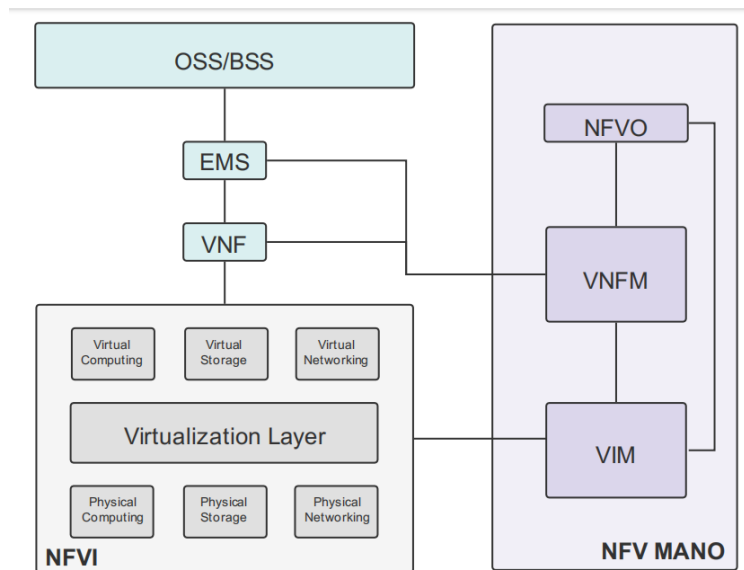 OSS/BSS
EMS
VNF
Virtual
Computing
Virtual
Storage
Virtual
Networking
Virtualization Layer
Physical
Computing
Physical
Storage
Physical
Networking
NFVI
NFVO
VNFM
VIM
NFV MANO